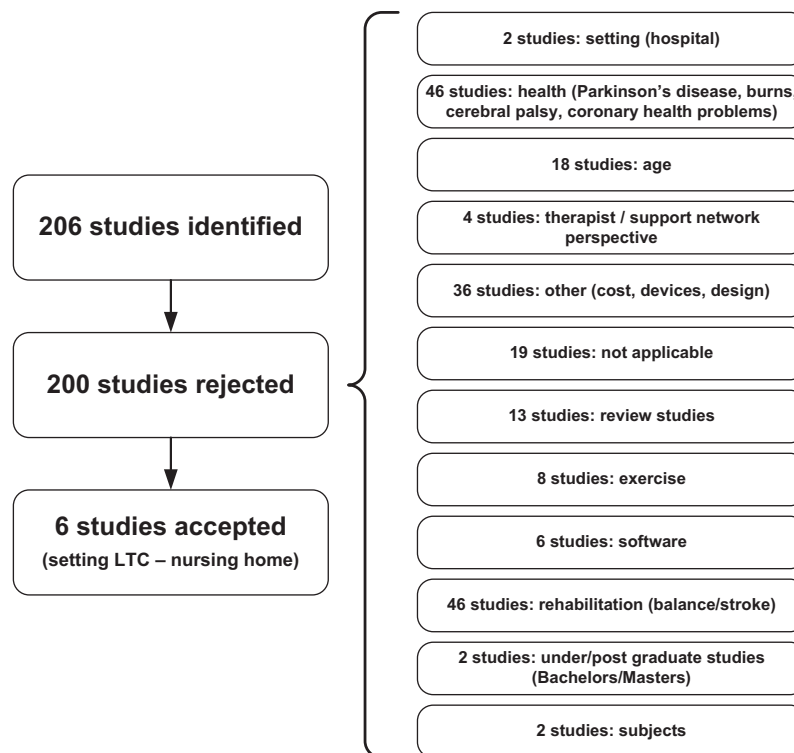 206 studies identified
200 studies rejected
6 studies accepted
(setting LTC – nursing home)
2 studies: setting (hospital)
46 studies: health (Parkinson's disease, burns,
cerebral palsy, coronary health problems)
18 studies: age
4 studies: therapist / support network
perspective
36 studies: other (cost, devices, design)
19 studies: not applicable
13 studies: review studies
8 studies: exercise
6 studies: software
46 studies: rehabilitation (balance/stroke)
2 studies: under/post graduate studies
(Bachelors/Masters)
2 studies: subjects